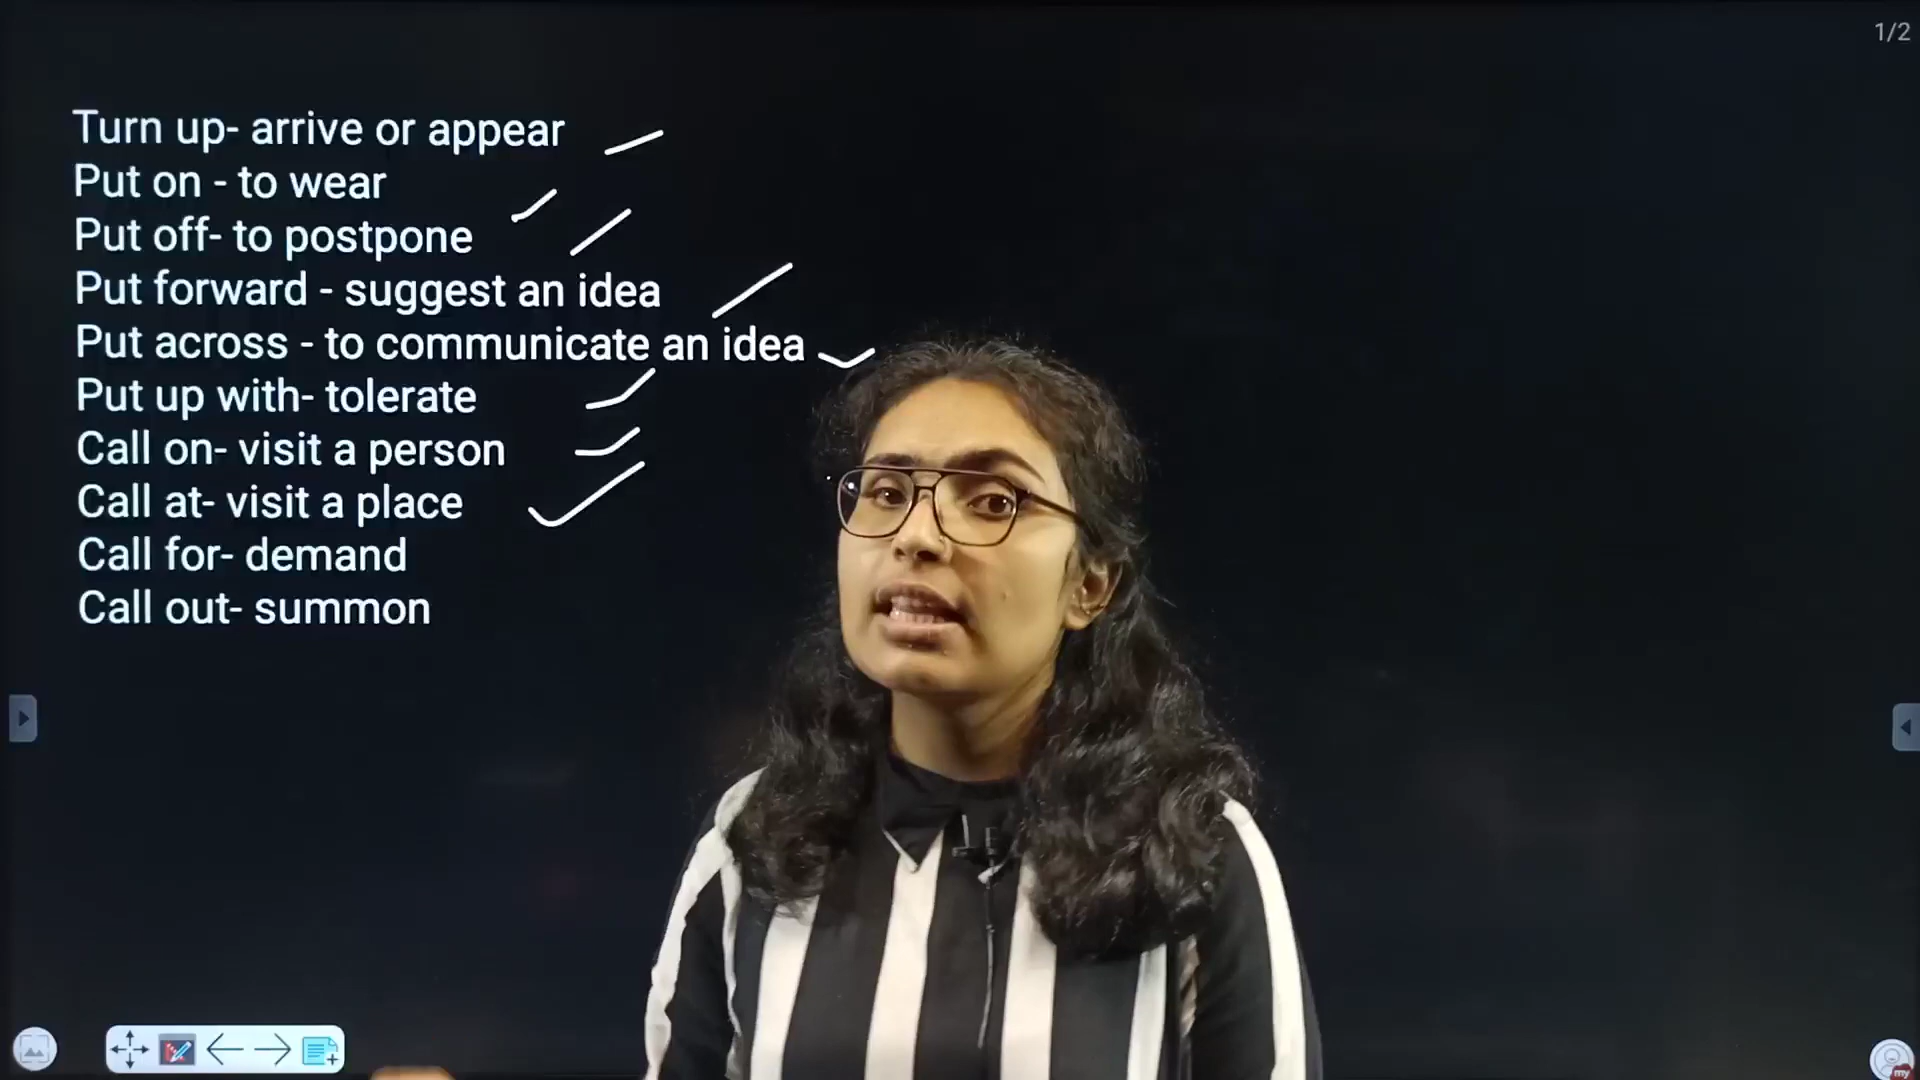 1/2
Turn up- arrive or appear
Put on - to wear
Put off- to postpone
Put forward - suggest an idea
Put across - to communicate an idea
Put up with- tolerate
Call on- visit a person
Call at- visit a place
Call for- demand
Call out- summon
my